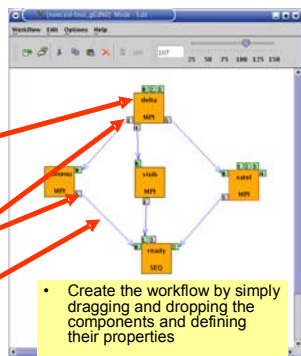 Workflow Edit Options Help
107
25 50 75 100 125 150
delta
MPI
MPI
visib
MPI
satel
MPI
ready
SEQ
• Create the workflow by simply
dragging and dropping the
components and defining
their properties